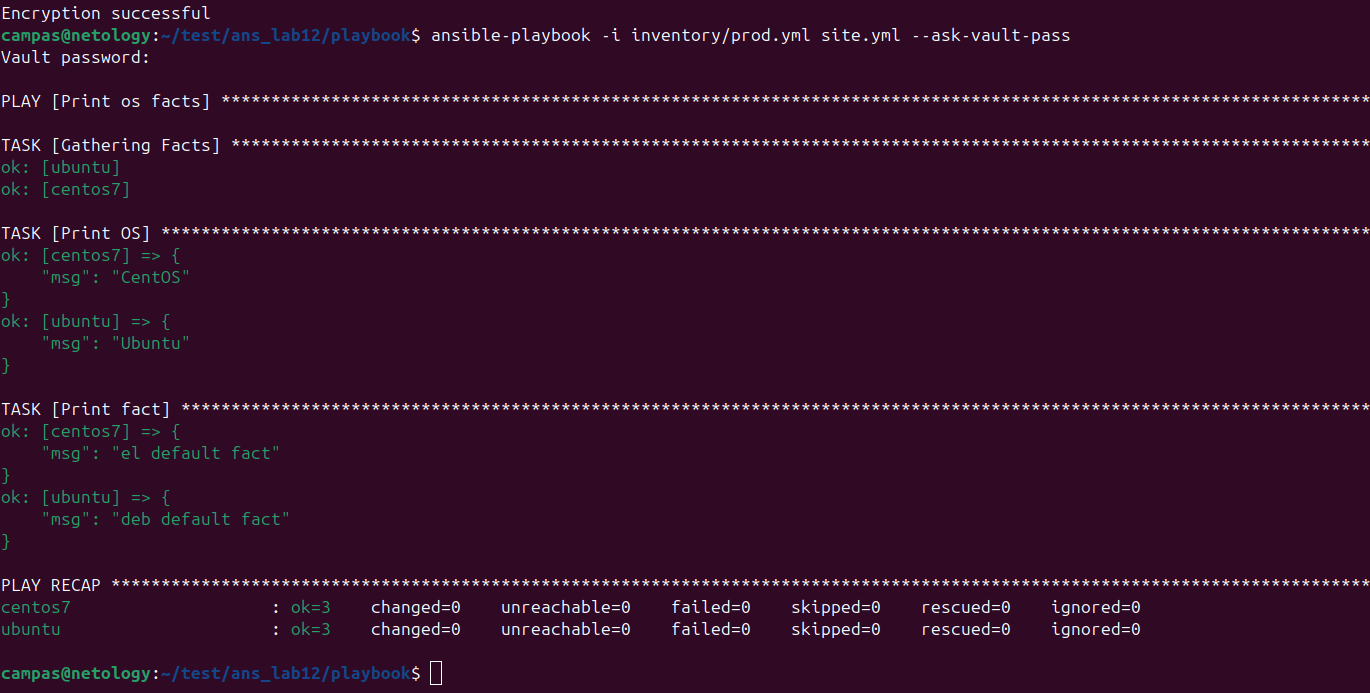 Encryption successful
campas@netology:~/test/ans_lab12/playbook$ ansible-playbook -i inventory/prod.yml site.yml --ask-vault-pass
Vault password:
PLAY [Print os facts] *******************************************************************************************************************
TASK [Gathering Facts] ******************************************************************************************************************
ok: [ubuntu]
ok: [centos7]
TASK [Print OS] *************************************************************************************************************************
ok: [centos7] => {
    "msg": "CentOS"
}
ok: [ubuntu] => {
    "msg": "Ubuntu"
}
TASK [Print fact] ***********************************************************************************************************************
ok: [centos7] => {
    "msg": "el default fact"
}
ok: [ubuntu] => {
    "msg": "deb default fact"
}
PLAY RECAP ******************************************************************************************************************************
centos7                    : ok=3    changed=0    unreachable=0    failed=0    skipped=0    rescued=0    ignored=0
ubuntu                     : ok=3    changed=0    unreachable=0    failed=0    skipped=0    rescued=0    ignored=0
campas@netology:~/test/ans_lab12/playbook$